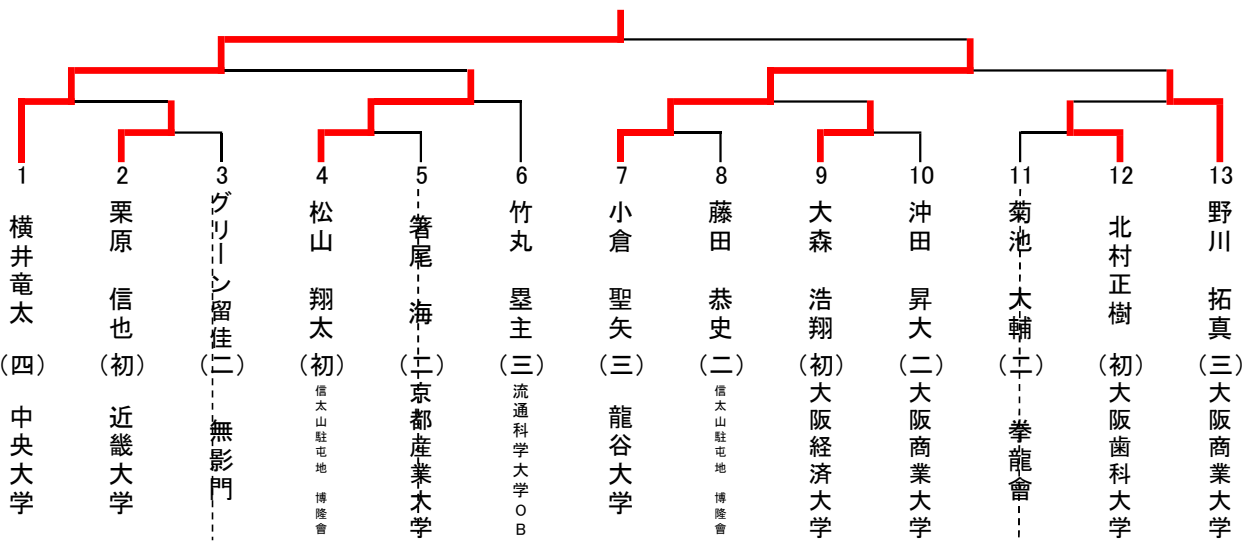 1
横井竜太
（四）
中央大学
2
栗原 信也
（初）
近畿大学
3
グリーン留佳
（二）
無影門
4
松山 翔太
（初）
信太山駐屯地 博隆會
5
箸尾 海
（二）
京都産業大学
6
竹丸 塁主
（三）
流通科学大学OB
7
小倉 聖矢
（三）
龍谷大学
8
藤田 恭史
（二）
信太山駐屯地 博隆會
9
大森 浩翔
（初）
大阪経済大学
10
沖田 昇大
（二）
大阪商業大学
11
菊池 大輔
（二）
拳龍會
12
北村正樹
（初）
大阪歯科大学
13
野川 拓真
（三）
大阪商業大学